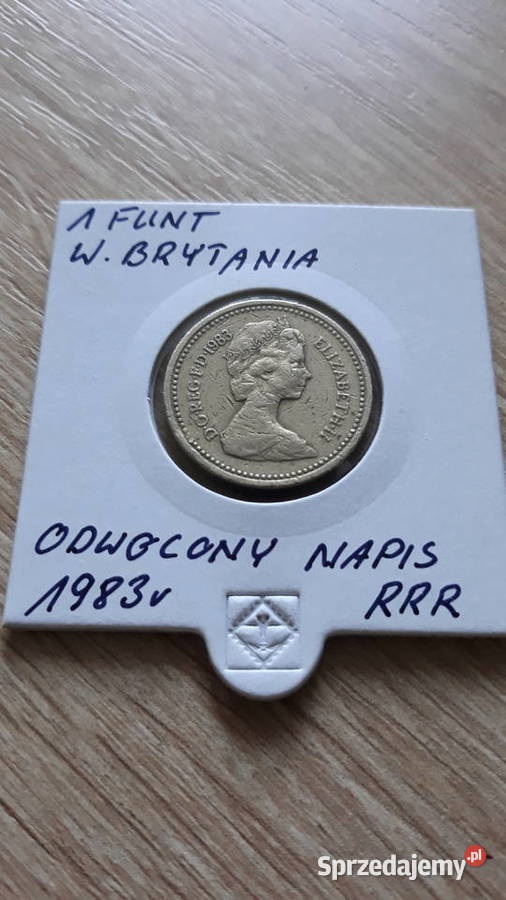 1 FUNT
W. BRYTANIA
D·G·REG·F·D·1983 ELIZABETH·II
ODWGCONY NAPIS
1983r RRR
Sprzedajemy.pl